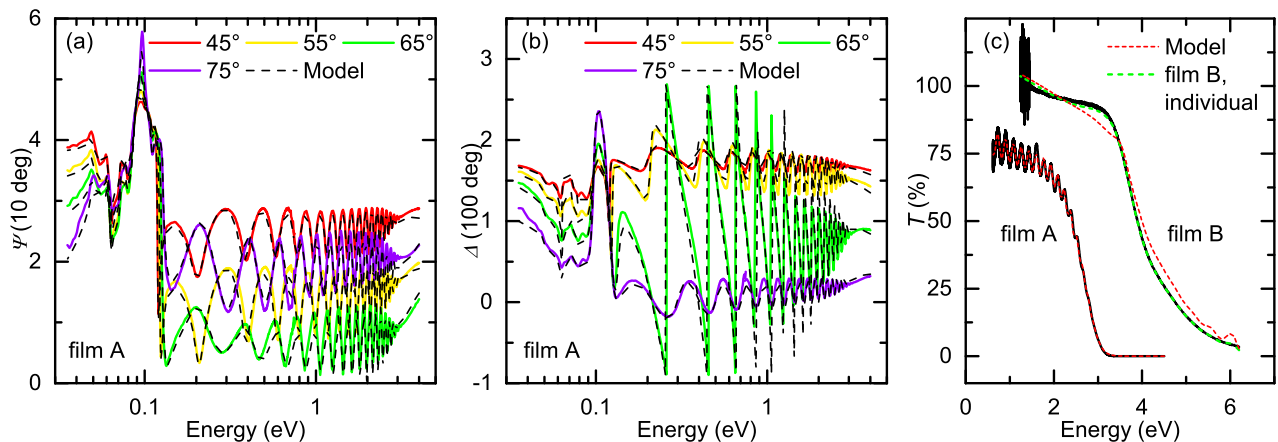 (a) 45° 55° 65°
75° Model
film A
Ψ (10 deg)
6
4
2
0
0.1 1
Energy (eV)
(b) 45° 55° 65°
75° Model
film A
Δ (100 deg)
3
2
1
0
-1
0.1 1
Energy (eV)
(c) Model
film B,
individual
film A
film B
T (%)
100
75
50
25
0
0 2 4 6
Energy (eV)